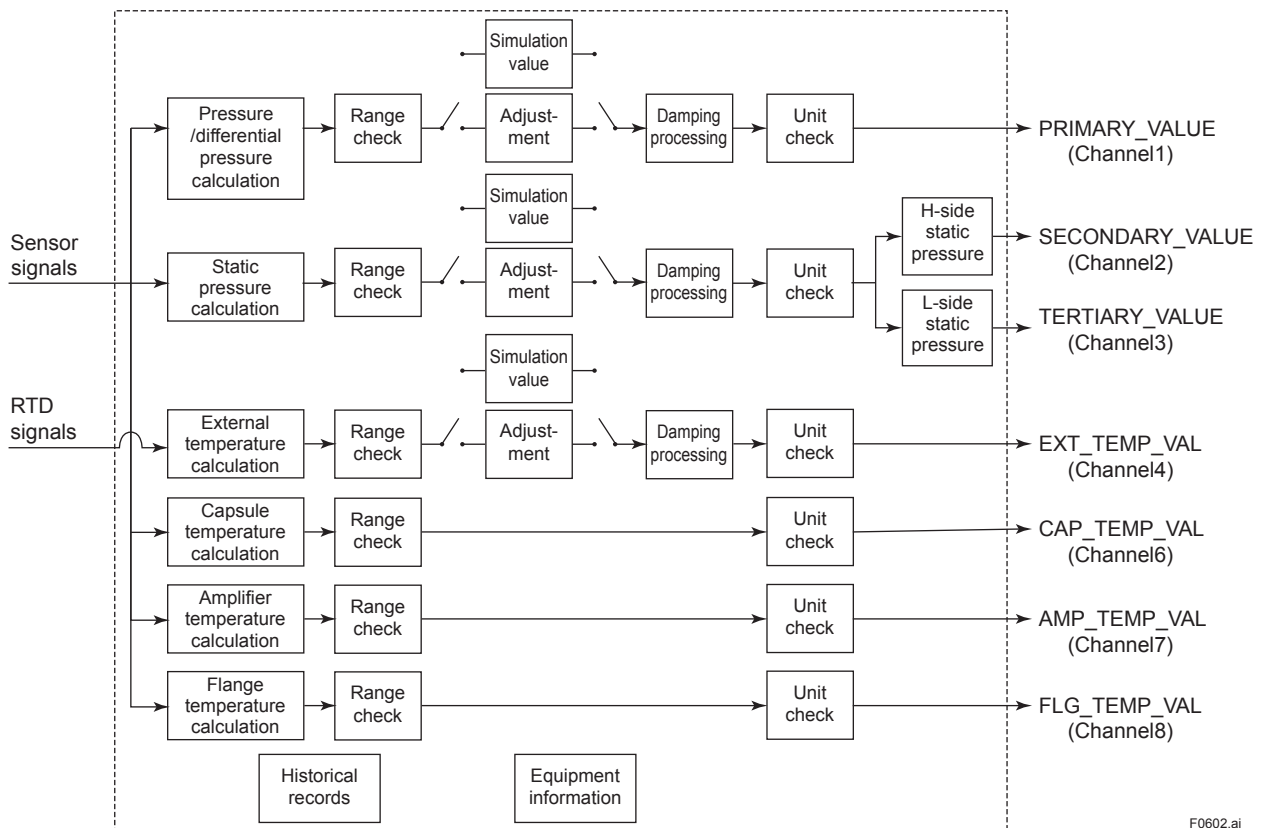 Simulation
value
Pressure
/differential
pressure
calculation
Range
check
Adjust-
ment
Damping
processing
Unit
check
PRIMARY_VALUE
(Channel1)
Sensor
signals
Simulation
value
Static
pressure
calculation
Range
check
Adjust-
ment
Damping
processing
Unit
check
H-side
static
pressure
SECONDARY_VALUE
(Channel2)
L-side
static
pressure
TERTIARY_VALUE
(Channel3)
RTD
signals
Simulation
value
External
temperature
calculation
Range
check
Adjust-
ment
Damping
processing
Unit
check
EXT_TEMP_VAL
(Channel4)
Capsule
temperature
calculation
Range
check
Unit
check
CAP_TEMP_VAL
(Channel6)
Amplifier
temperature
calculation
Range
check
Unit
check
AMP_TEMP_VAL
(Channel7)
Flange
temperature
calculation
Range
check
Unit
check
FLG_TEMP_VAL
(Channel8)
Historical
records
Equipment
information
F0602.ai